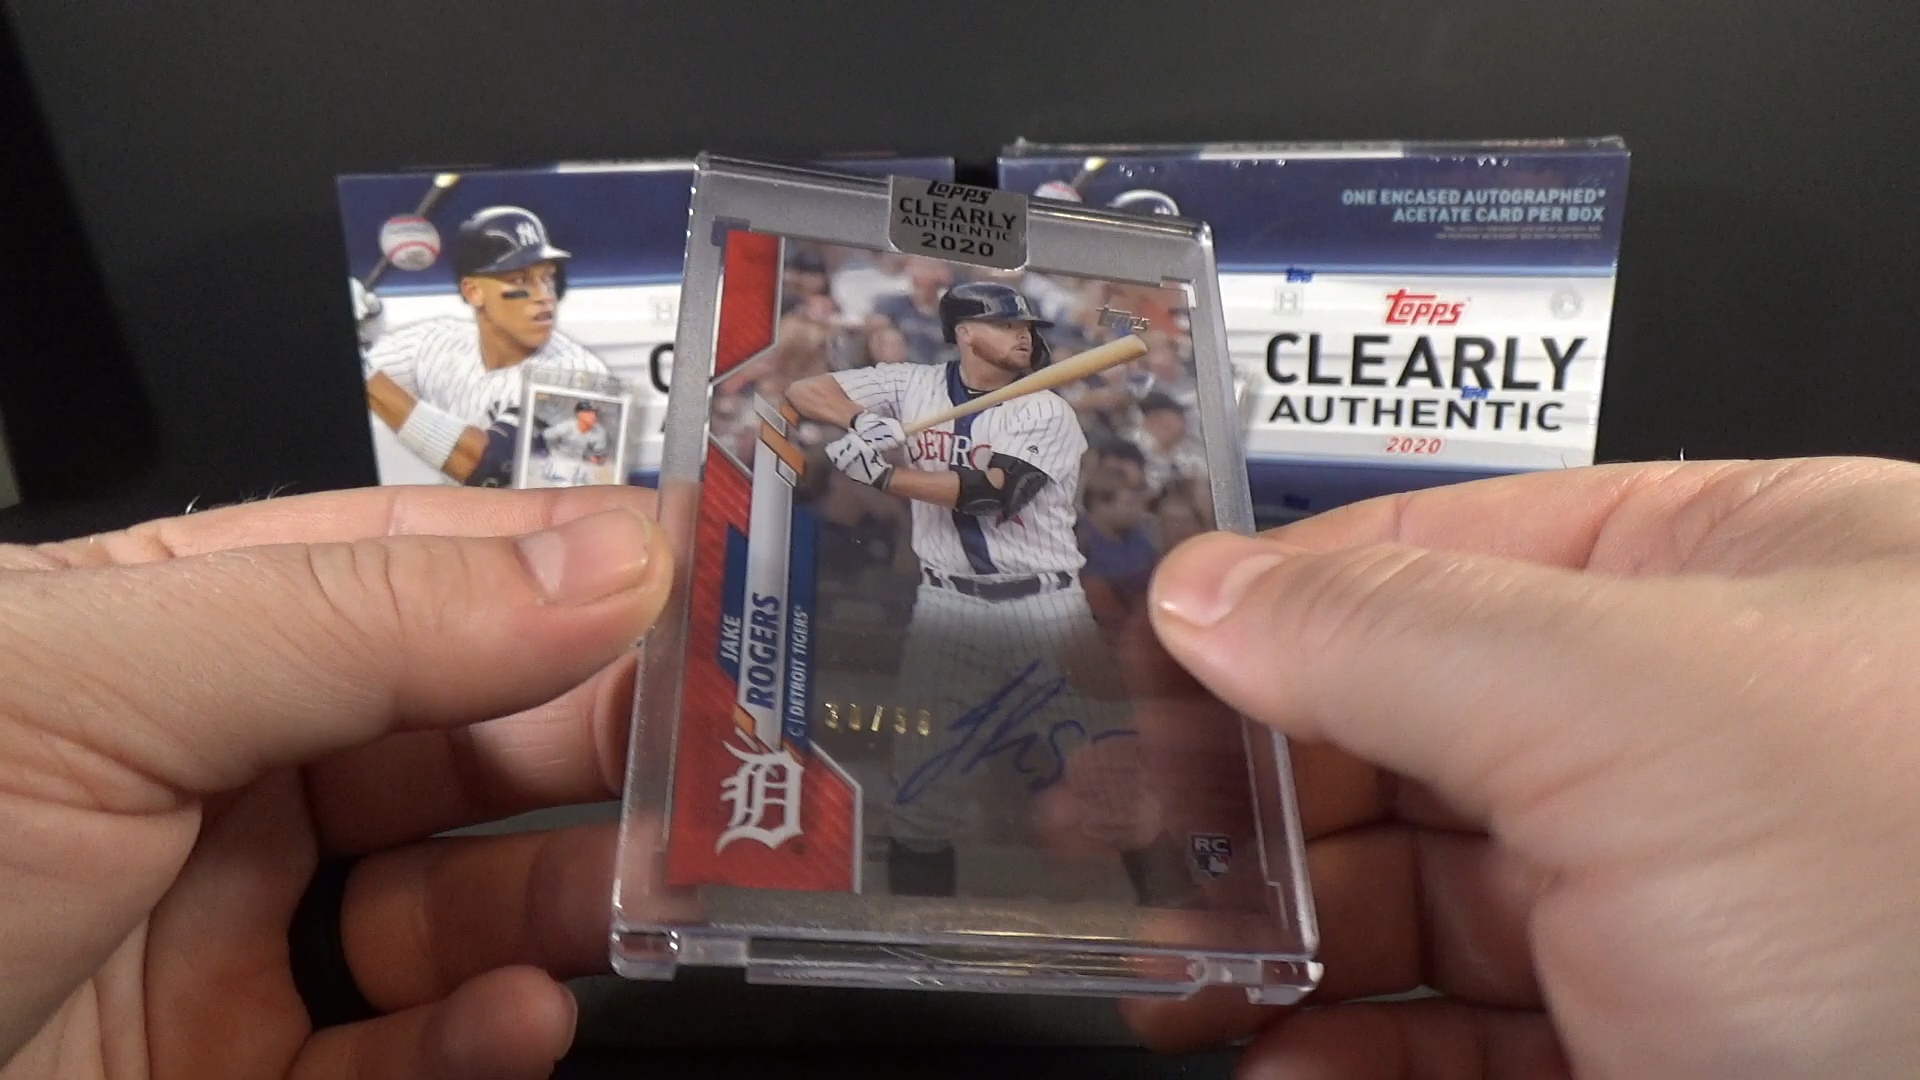 topps
CLEARLY
AUTHENTIC
2020
topps
DETRO
JAKE
ROGERS
C | DETROIT TIGERS
RC
ONE ENCASED AUTOGRAPHED*
ACETATE CARD PER BOX
topps
CLEARLY
AUTHENTIC
2020